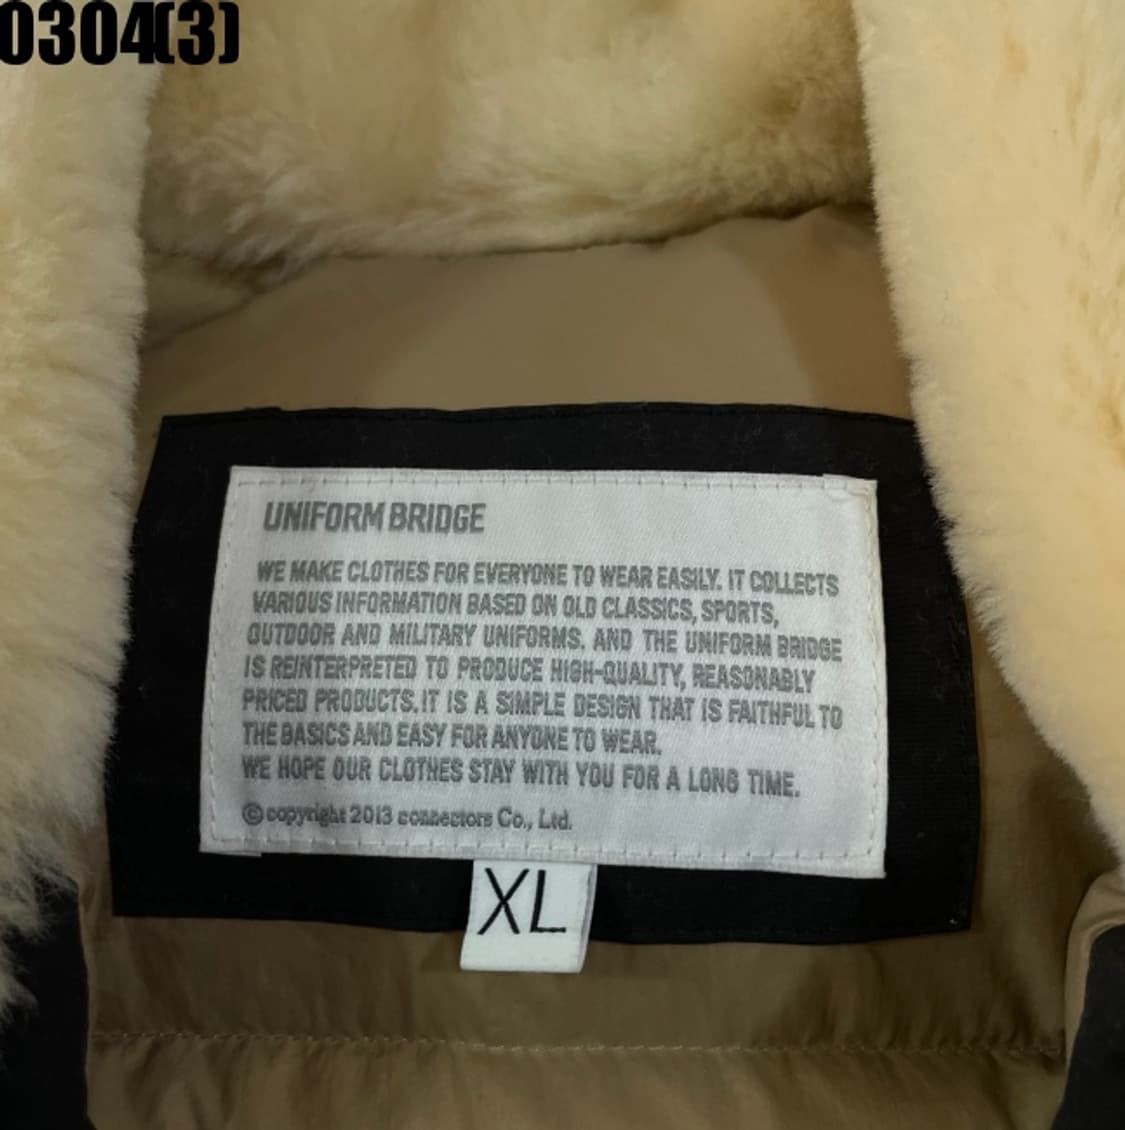 0304(3)
UNIFORM BRIDGE
WE MAKE CLOTHES FOR EVERYONE TO WEAR EASILY. IT COLLECTS
VARIOUS INFORMATION BASED ON OLD CLASSICS, SPORTS,
OUTDOOR AND MILITARY UNIFORMS. AND THE UNIFORM BRIDGE
IS REINTERPRETED TO PRODUCE HIGH-QUALITY, REASONABLY
PRICED PRODUCTS. IT IS A SIMPLE DESIGN THAT IS FAITHFUL TO
THE BASICS AND EASY FOR ANYONE TO WEAR.
WE HOPE OUR CLOTHES STAY WITH YOU FOR A LONG TIME.
©copyright 2013 connectors Co., Ltd.
XL